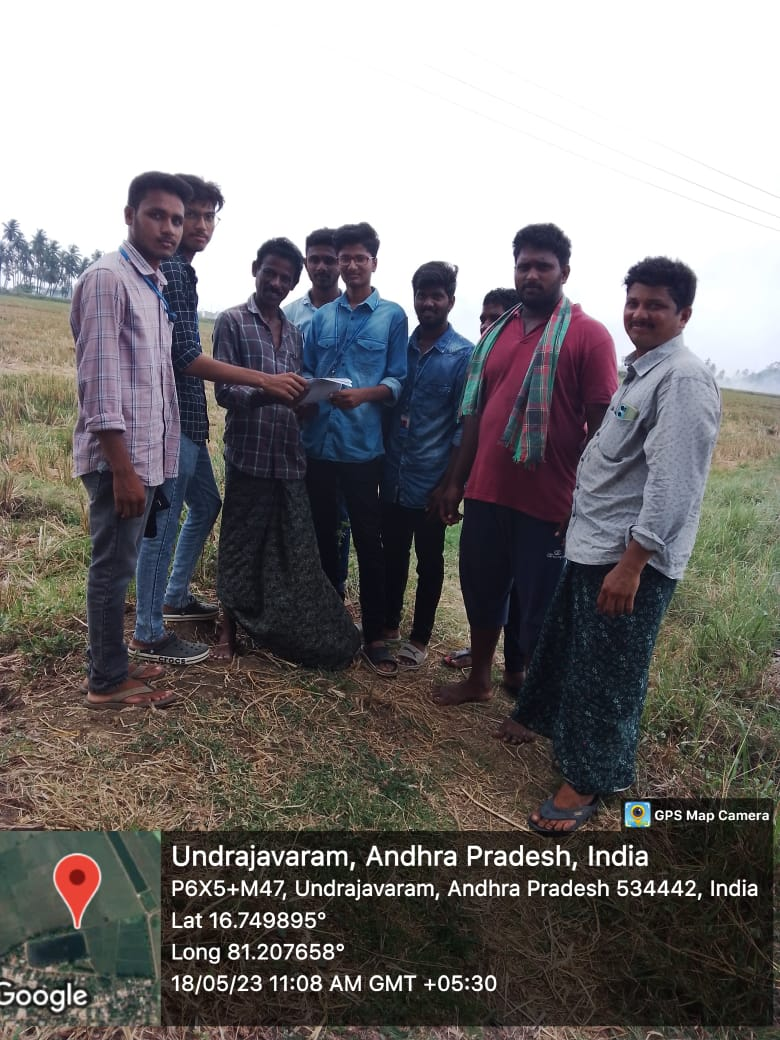 GPS Map Camera
Undrajavaram, Andhra Pradesh, India
P6X5+M47, Undrajavaram, Andhra Pradesh 534442, India
Lat 16.749895°
Long 81.207658°
18/05/23 11:08 AM GMT +05:30
Google
crocs